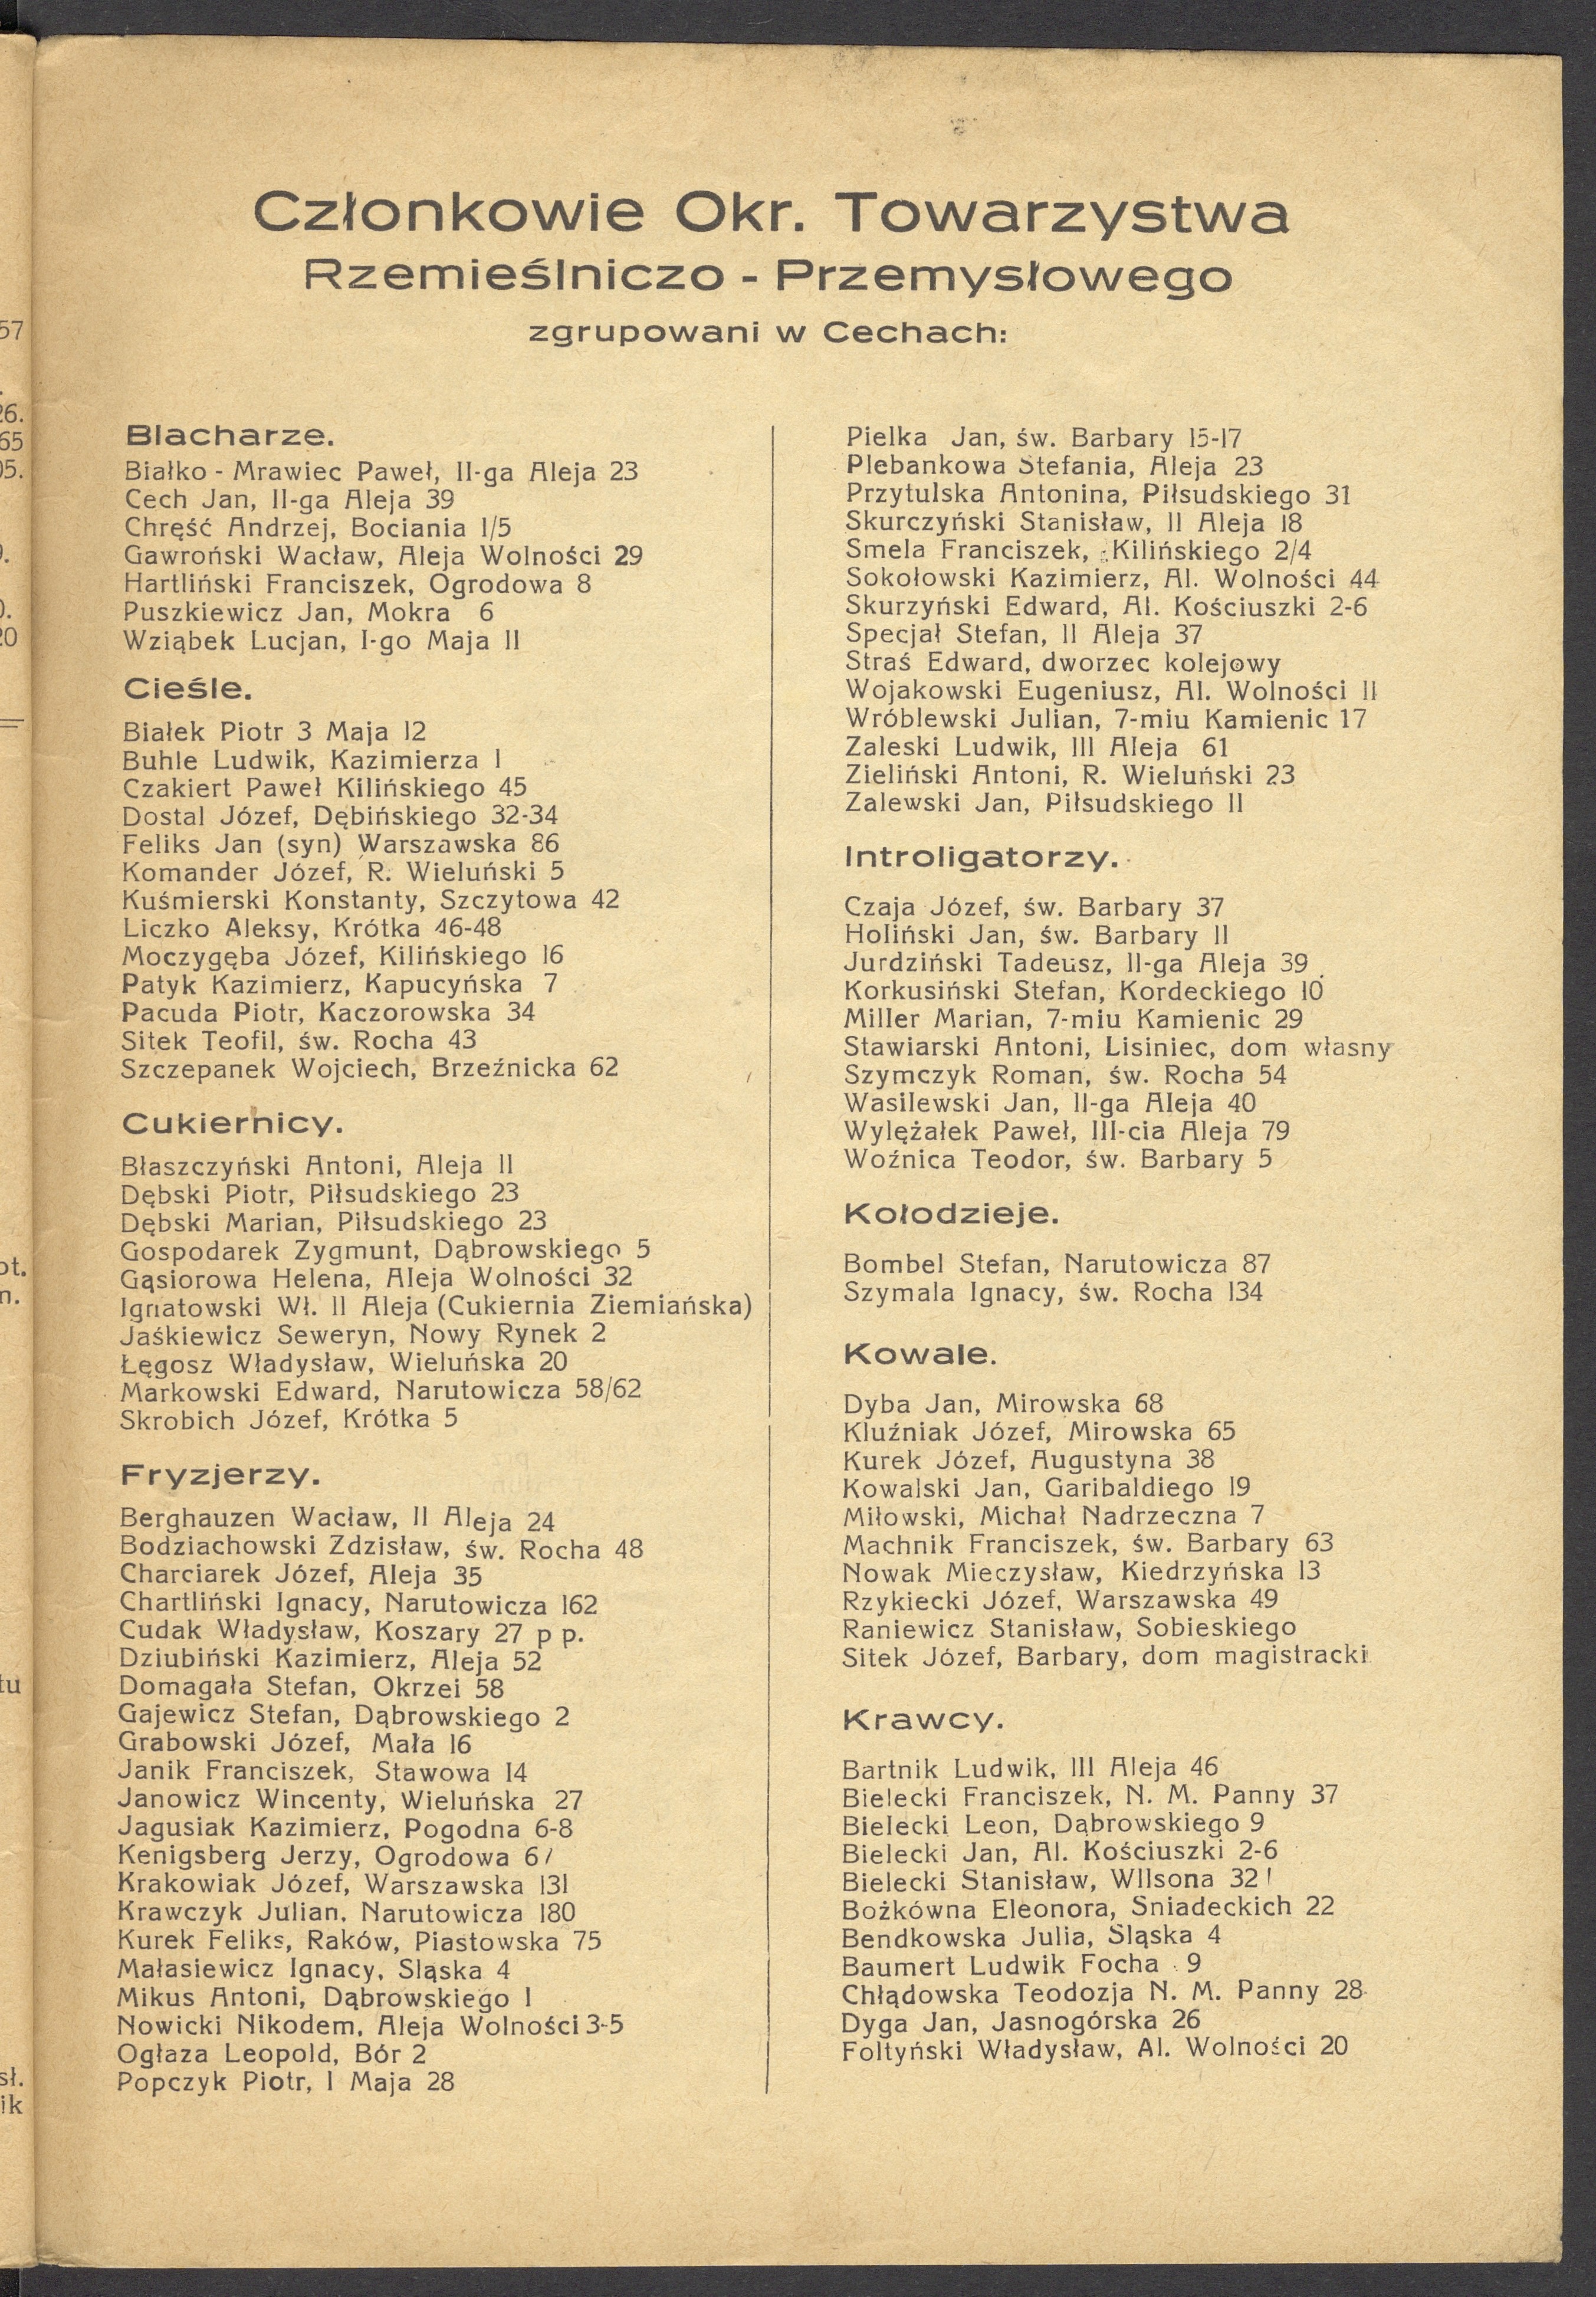 Członkowie Okr. Towarzystwa
Rzemieślniczo - Przemysłowego
zgrupowani w Cechach:
Blacharze.
Białko - Mrawiec Paweł, II-ga Aleja 23
Cech Jan, II-ga Aleja 39
Chręść Andrzej, Bociania 1/5
Gawroński Wacław, Aleja Wolności 29
Hartliński Franciszek, Ogrodowa 8
Puszkiewicz Jan, Mokra 6
Wziąbek Lucjan, I-go Maja 11
Cieśle.
Białek Piotr 3 Maja 12
Buhle Ludwik, Kazimierza 1
Czakiert Paweł Kilińskiego 45
Dostal Józef, Dębińskiego 32-34
Feliks Jan (syn) Warszawska 86
Komander Józef, R. Wieluński 5
Kuśmierski Konstanty, Szczytowa 42
Liczko Aleksy, Krótka 46-48
Moczygęba Józef, Kilińskiego 16
Patyk Kazimierz, Kapucyńska 7
Pacuda Piotr, Kaczorowska 34
Sitek Teofil, św. Rocha 43
Szczepanek Wojciech, Brzeźnicka 62
Cukiernicy.
Błaszczyński Antoni, Aleja 11
Dębski Piotr, Piłsudskiego 23
Dębski Marian, Piłsudskiego 23
Gospodarek Zygmunt, Dąbrowskiego 5
Gąsiorowa Helena, Aleja Wolności 32
Ignatowski Wł. II Aleja (Cukiernia Ziemiańska)
Jaśkiewicz Seweryn, Nowy Rynek 2
Łęgosz Władysław, Wieluńska 20
Markowski Edward, Narutowicza 58/62
Skrobich Józef, Krótka 5
Fryzjerzy.
Berghauzen Wacław, II Aleja 24
Bodziachowski Zdzisław, św. Rocha 48
Charciarek Józef, Aleja 35
Chartliński Ignacy, Narutowicza 162
Cudak Władysław, Koszary 27 p p.
Dziubiński Kazimierz, Aleja 52
Domagała Stefan, Okrzei 58
Gajewicz Stefan, Dąbrowskiego 2
Grabowski Józef, Mała 16
Janik Franciszek, Stawowa 14
Janowicz Wincenty, Wieluńska 27
Jagusiak Kazimierz, Pogodna 6-8
Kenigsberg Jerzy, Ogrodowa
Krakowiak Józef, Warszawska 131
Krawczyk Julian, Narutowicza 180
Kurek Feliks, Raków, Piastowska 75
Małasiewicz Ignacy, Sląska 4
Mikus Antoni, Dąbrowskiego 1
Nowicki Nikodem, Aleja Wolności 3-5
Ogłaza Leopold, Bór 2
Popczyk Piotr, I Maja 28
Pielka Jan, św. Barbary 15-17
Plebankowa Stefania, Aleja 23
Przytulska Antonina, Piłsudskiego 31
Skurczyński Stanisław, II Aleja 18
Smela Franciszek, Kilińskiego 2/4
Sokołowski Kazimierz, Al. Wolności 44
Skurzyński Edward, Al. Kościuszki 2-6
Specjał Stefan, II Aleja 37
Straś Edward, dworzec kolejowy
Wojakowski Eugeniusz, Al. Wolności 11
Wróblewski Julian, 7-miu Kamienic 17
Zaleski Ludwik, III Aleja 61
Zieliński Antoni, R. Wieluński 23
Zalewski Jan, Piłsudskiego 11
Introligatorzy.
Czaja Józef, św. Barbary 37
Holiński Jan, św. Barbary 11
Jurdziński Tadeusz, II-ga Aleja 39
Korkusiński Stefan, Kordeckiego 10
Miller Marian, 7-miu Kamienic 29
Stawiarski Antoni, Lisiniec, dom własny
Szymczyk Roman, św. Rocha 54
Wasilewski Jan, II-ga Aleja 40
Wylężałek Paweł, III-cia Aleja 79
Woźnica Teodor, św. Barbary 5
Kołodzieje.
Bombel Stefan, Narutowicza 87
Szymala Ignacy, św. Rocha 134
Kowale.
Dyba Jan, Mirowska 68
Kluźniak Józef, Mirowska 65
Kurek Józef, Augustyna 38
Kowalski Jan, Garibaldiego 19
Miłowski, Michał Nadrzeczna 7
Machnik Franciszek, św. Barbary 63
Nowak Mieczysław, Kiedrzyńska 13
Rzykiecki Józef, Warszawska 49
Raniewicz Stanisław, Sobieskiego
Sitek Józef, Barbary, dom magistracki
Krawcy.
Bartnik Ludwik, III Aleja 46
Bielecki Franciszek, N. M. Panny 37
Bielecki Leon, Dąbrowskiego 9
Bielecki Jan, Al. Kościuszki 2-6
Bielecki Stanisław, WIlsona 32
Bożkówna Eleonora, Sniadeckich 22
Bendkowska Julia, Śląska 4
Baumert Ludwik Focha 9
Chłądowska Teodozja N. M. Panny 28
Dyga Jan, Jasnogórska 26
Foltyński Władysław, Al. Wolności 20